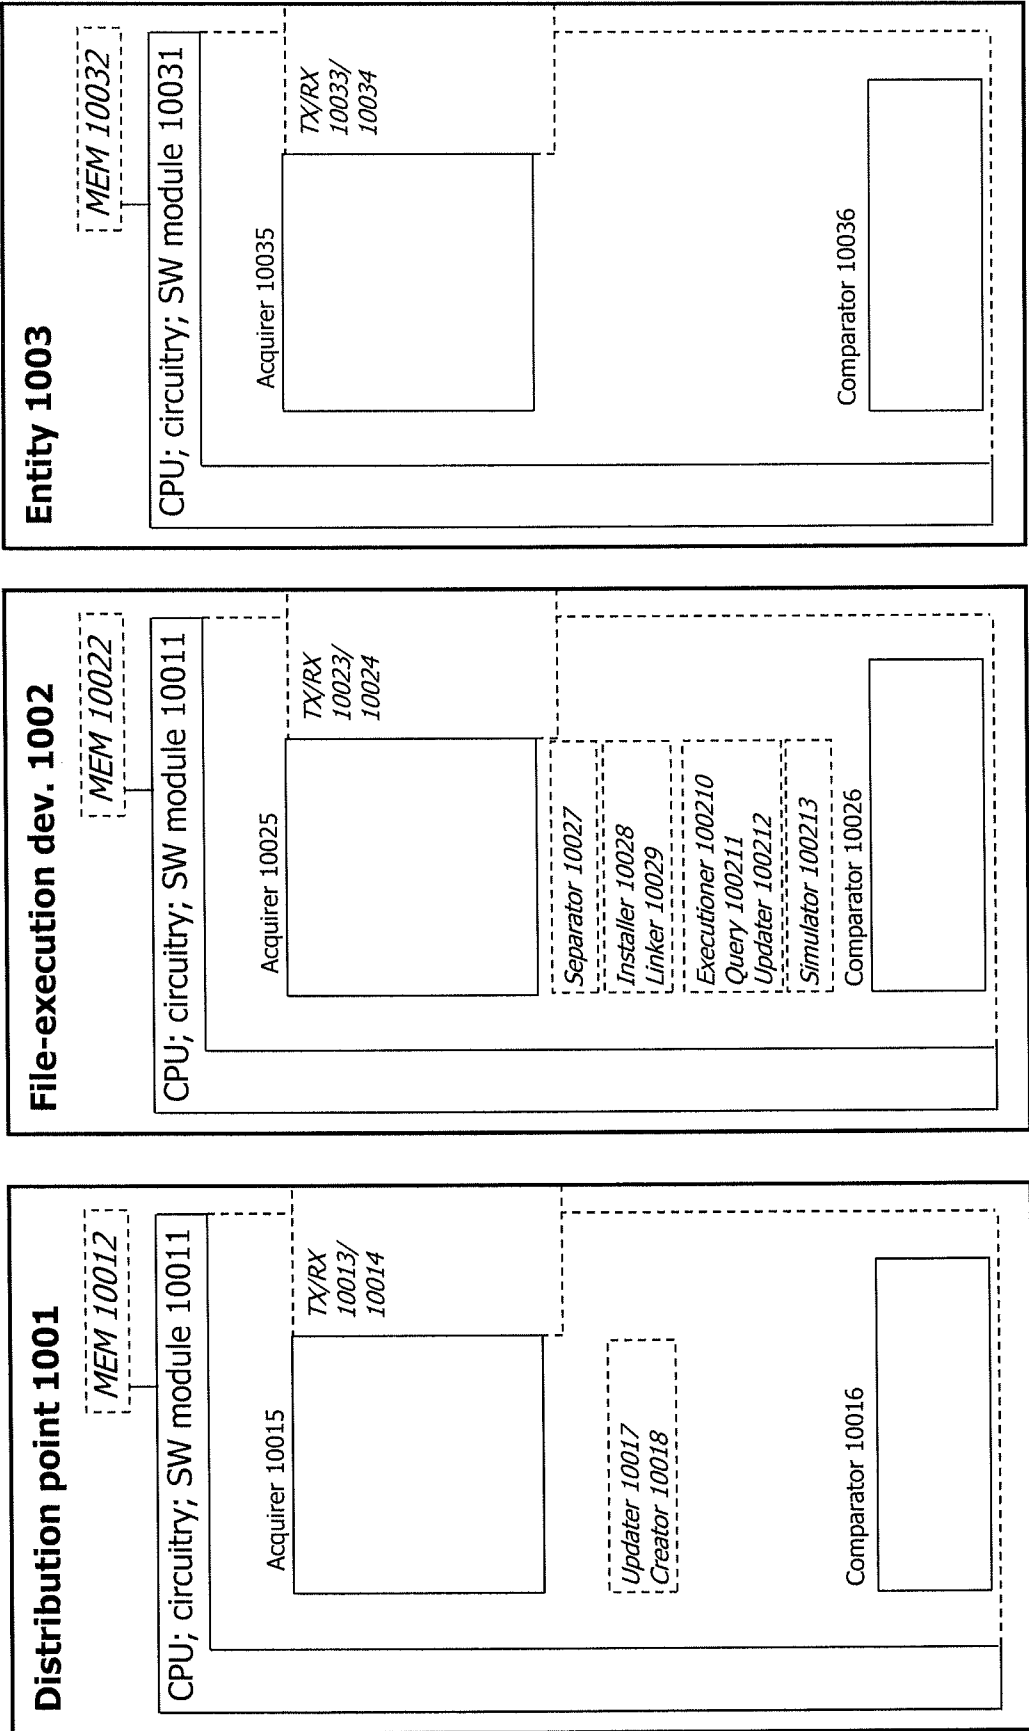 Distribution point 1001
MEM 10012
CPU; circuitry; SW module 10011
Acquirer 10015
TX/RX
10013/
10014
Updater 10017
Creator 10018
Comparator 10016
File-execution dev. 1002
MEM 10022
CPU; circuitry; SW module 10011
Acquirer 10025
TX/RX
10023/
10024
Separator 10027
Installer 10028
Linker 10029
Executioner 100210
Query 100211
Updater 100212
Simulator 100213
Comparator 10026
Entity 1003
MEM 10032
CPU; circuitry; SW module 10031
Acquirer 10035
TX/RX
10033/
10034
Comparator 10036